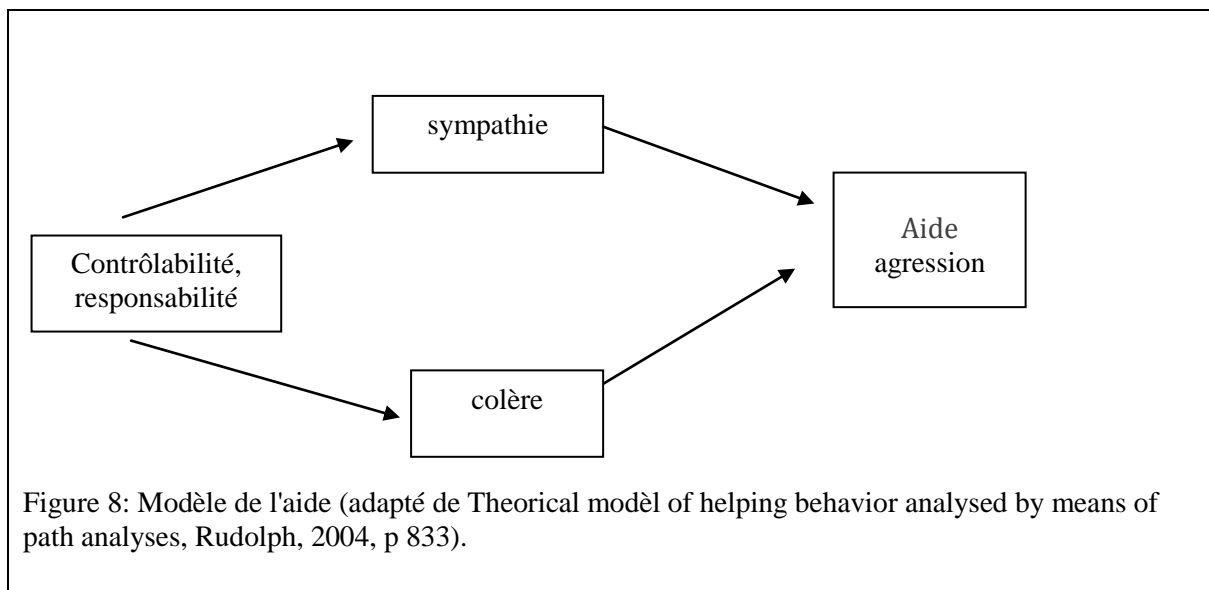 sympathie
Contrôlabilité,
responsabilité
Aide
agression
colère
Figure 8: Modèle de l'aide (adapté de Theorical modèl of helping behavior analysed by means of
path analyses, Rudolph, 2004, p 833).